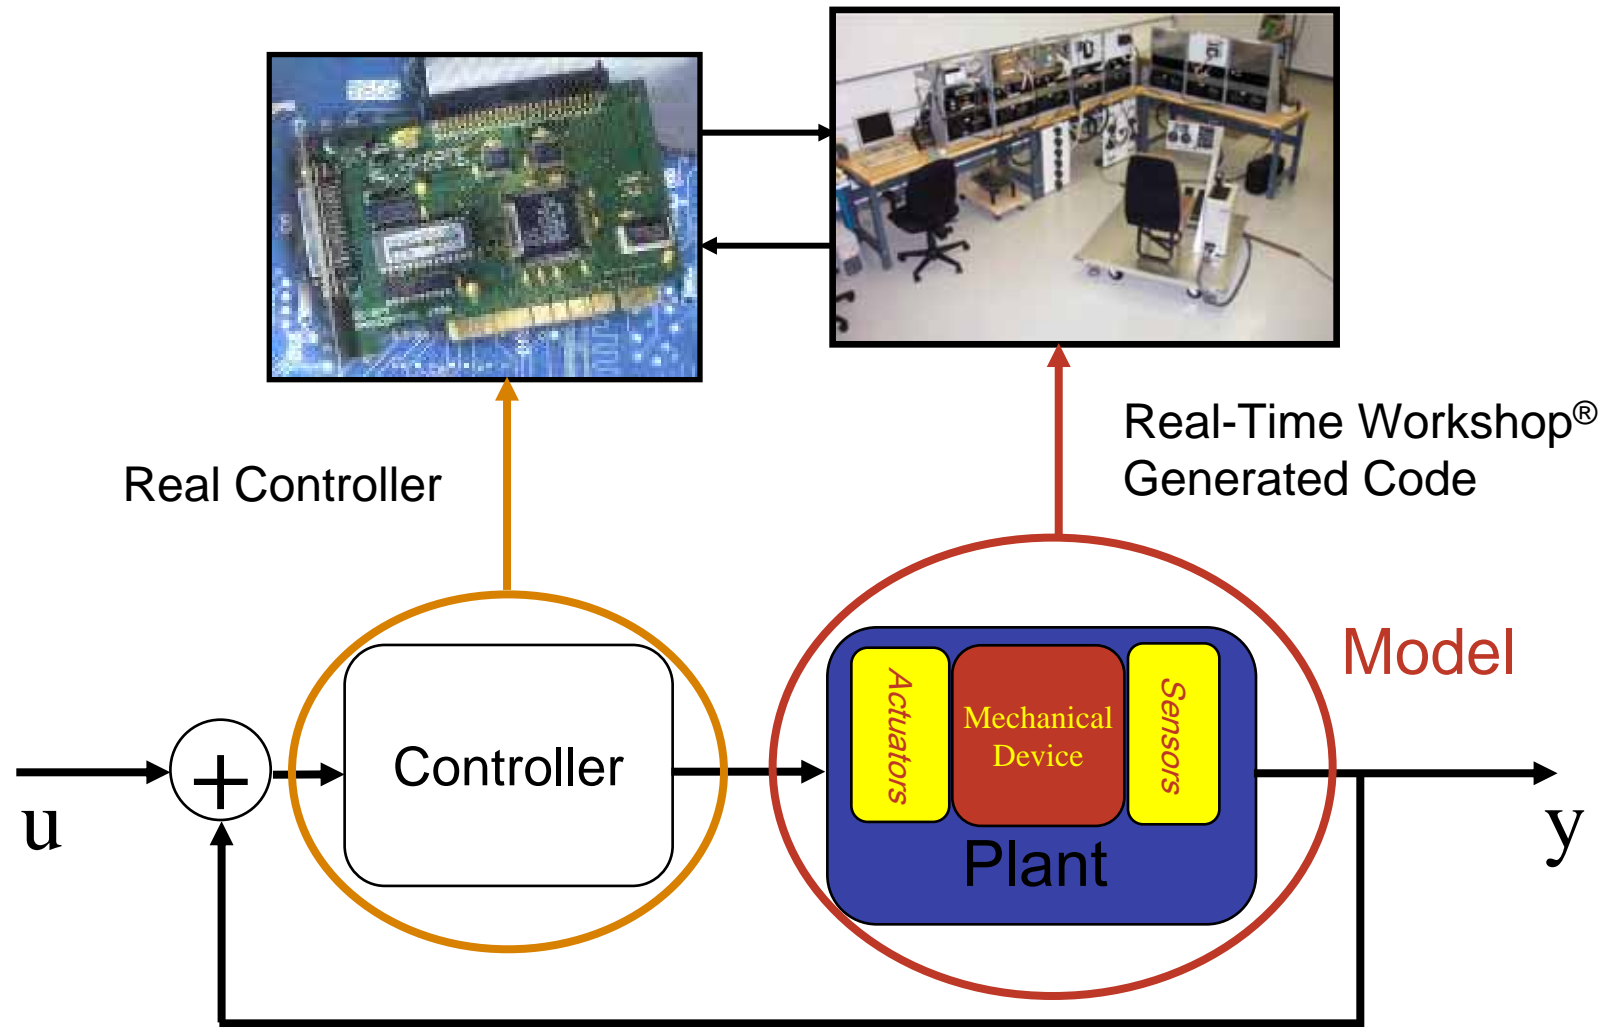 Real-Time Workshop®
Generated Code
Real Controller
Model
Actuators
Mechanical
Device
Sensors
Controller
+
Plant
u
y